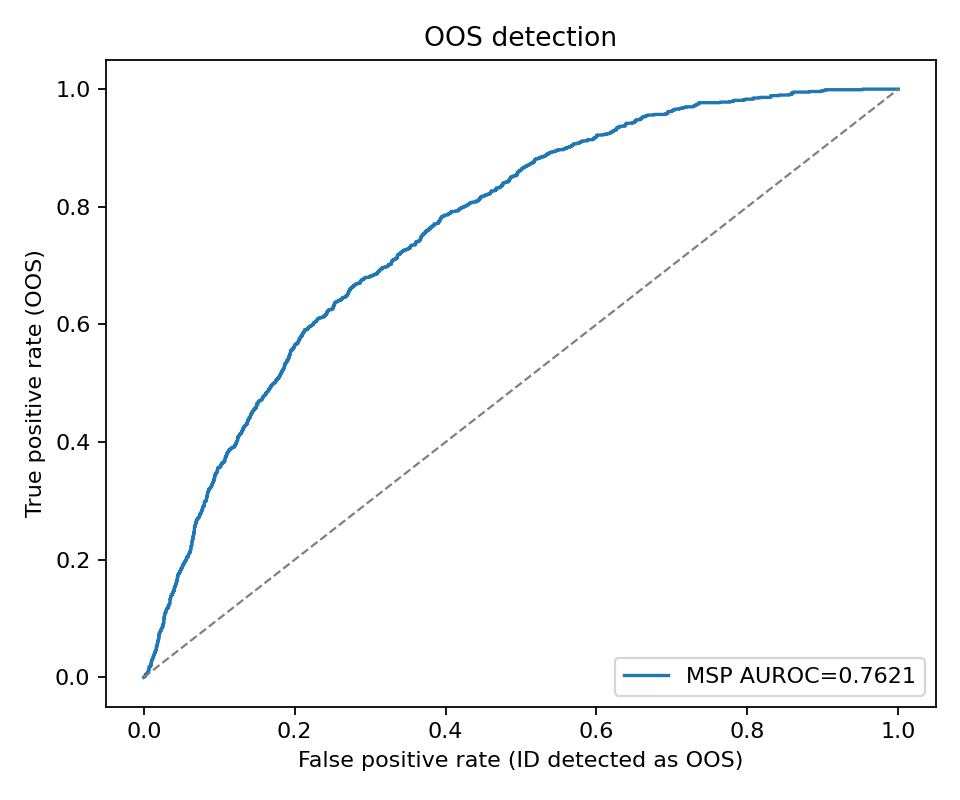 OOS detection
True positive rate (OOS)
1.0
0.8
0.6
0.4
0.2
0.0
MSP AUROC=0.7621
0.0 0.2 0.4 0.6 0.8 1.0
False positive rate (ID detected as OOS)